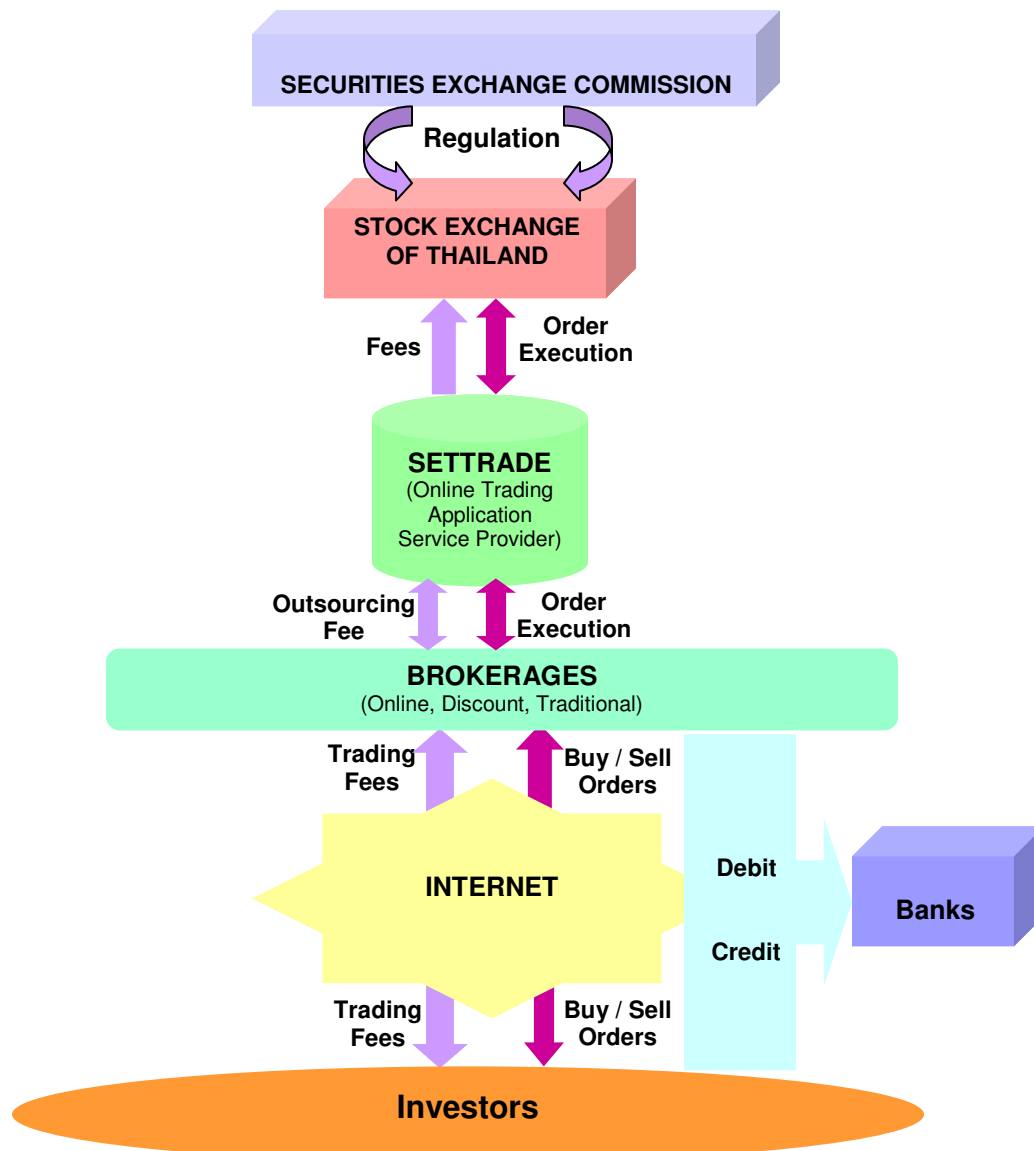 SECURITIES EXCHANGE COMMISSION
Regulation
STOCK EXCHANGE
OF THAILAND
Fees
Order
Execution
SETTRADE
(Online Trading
Application
Service Provider)
Outsourcing
Fee
Order
Execution
BROKERAGES
(Online, Discount, Traditional)
Trading
Fees
Buy / Sell
Orders
INTERNET
Debit
Credit
Banks
Trading
Fees
Buy / Sell
Orders
Investors